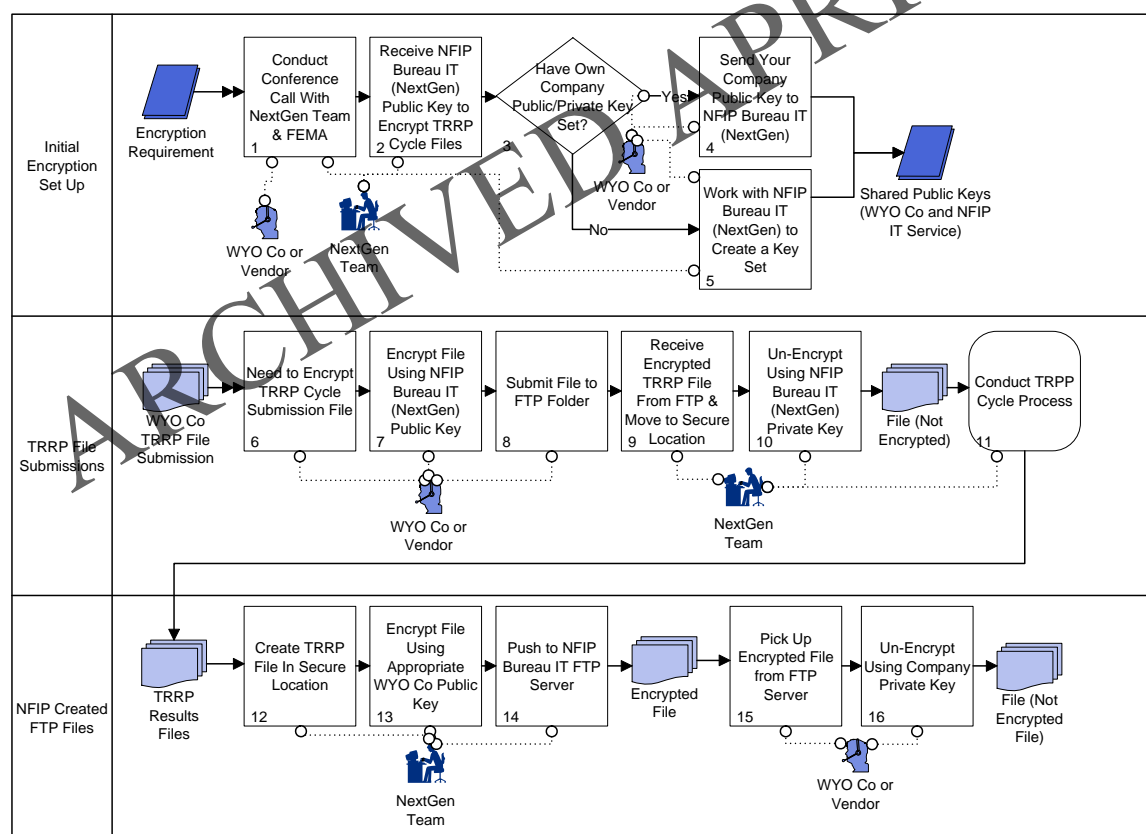 Initial
Encryption
Set Up
Encryption
Requirement
Conduct
Conference
Call With
NextGen Team
& FEMA
1
Receive NFIP
Bureau IT
(NextGen)
Public Key to
Encrypt TRRP
Cycle Files
2
Have Own
Company
Public/Private Key
Set?
3
Yes
No
Send Your
Company
Public Key to
NFIP Bureau IT
(NextGen)
4
Work with NFIP
Bureau IT
(NextGen) to
Create a Key
Set
5
Shared Public Keys
(WYO Co and NFIP
IT Service)
WYO Co or
Vendor
NextGen
Team
WYO Co or
Vendor
TRRP File
Submissions
WYO Co
TRRP File
Submission
Need to Encrypt
TRRP Cycle
Submission File
6
Encrypt File
Using NFIP
Bureau IT
(NextGen)
Public Key
7
Submit File to
FTP Folder
8
Receive
Encrypted
TRRP File
From FTP &
Move to Secure
Location
9
Un-Encrypt
Using NFIP
Bureau IT
(NextGen)
Private Key
10
File (Not
Encrypted)
Conduct TRPP
Cycle Process
11
WYO Co or
Vendor
NextGen
Team
NFIP Created
FTP Files
TRRP
Results
Files
Create TRRP
File In Secure
Location
12
Encrypt File
Using
Appropriate
WYO Co Public
Key
13
Push to NFIP
Bureau IT FTP
Server
14
Encrypted
File
Pick Up
Encrypted File
from FTP
Server
15
Un-Encrypt
Using Company
Private Key
16
File (Not
Encrypted
File)
NextGen
Team
WYO Co or
Vendor
ARCHIVED APR